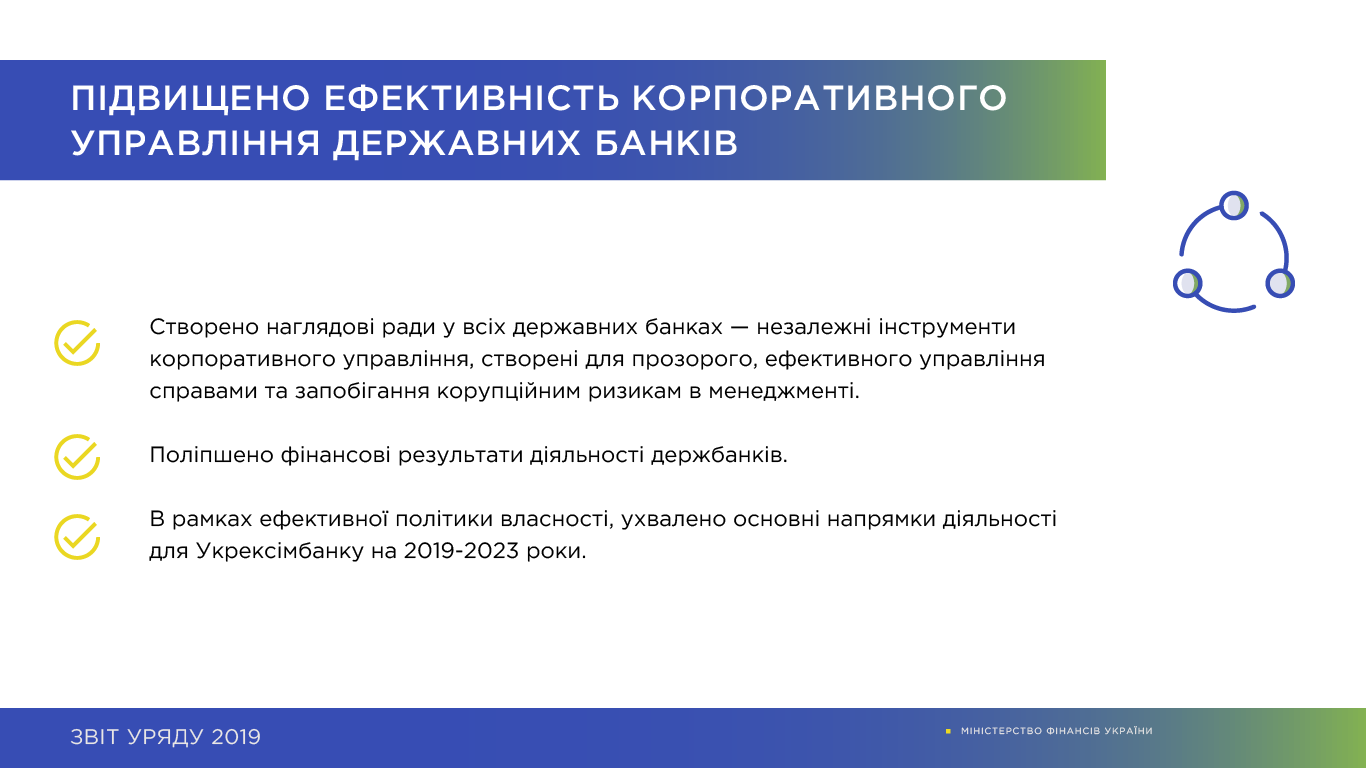 ПІДВИЩЕНО ЕФЕКТИВНІСТЬ КОРПОРАТИВНОГО
УПРАВЛІННЯ ДЕРЖАВНИХ БАНКІВ
Створено наглядові ради у всіх державних банках — незалежні інструменти
корпоративного управління, створені для прозорого, ефективного управління
справами та запобігання корупційним ризикам в менеджменті.
Поліпшено фінансові результати діяльності держбанків.
В рамках ефективної політики власності, ухвалено основні напрямки діяльності
для Укрексімбанку на 2019-2023 роки.
ЗВІТ УРЯДУ 2019
МІНІСТЕРСТВО ФІНАНСІВ УКРАЇНИ